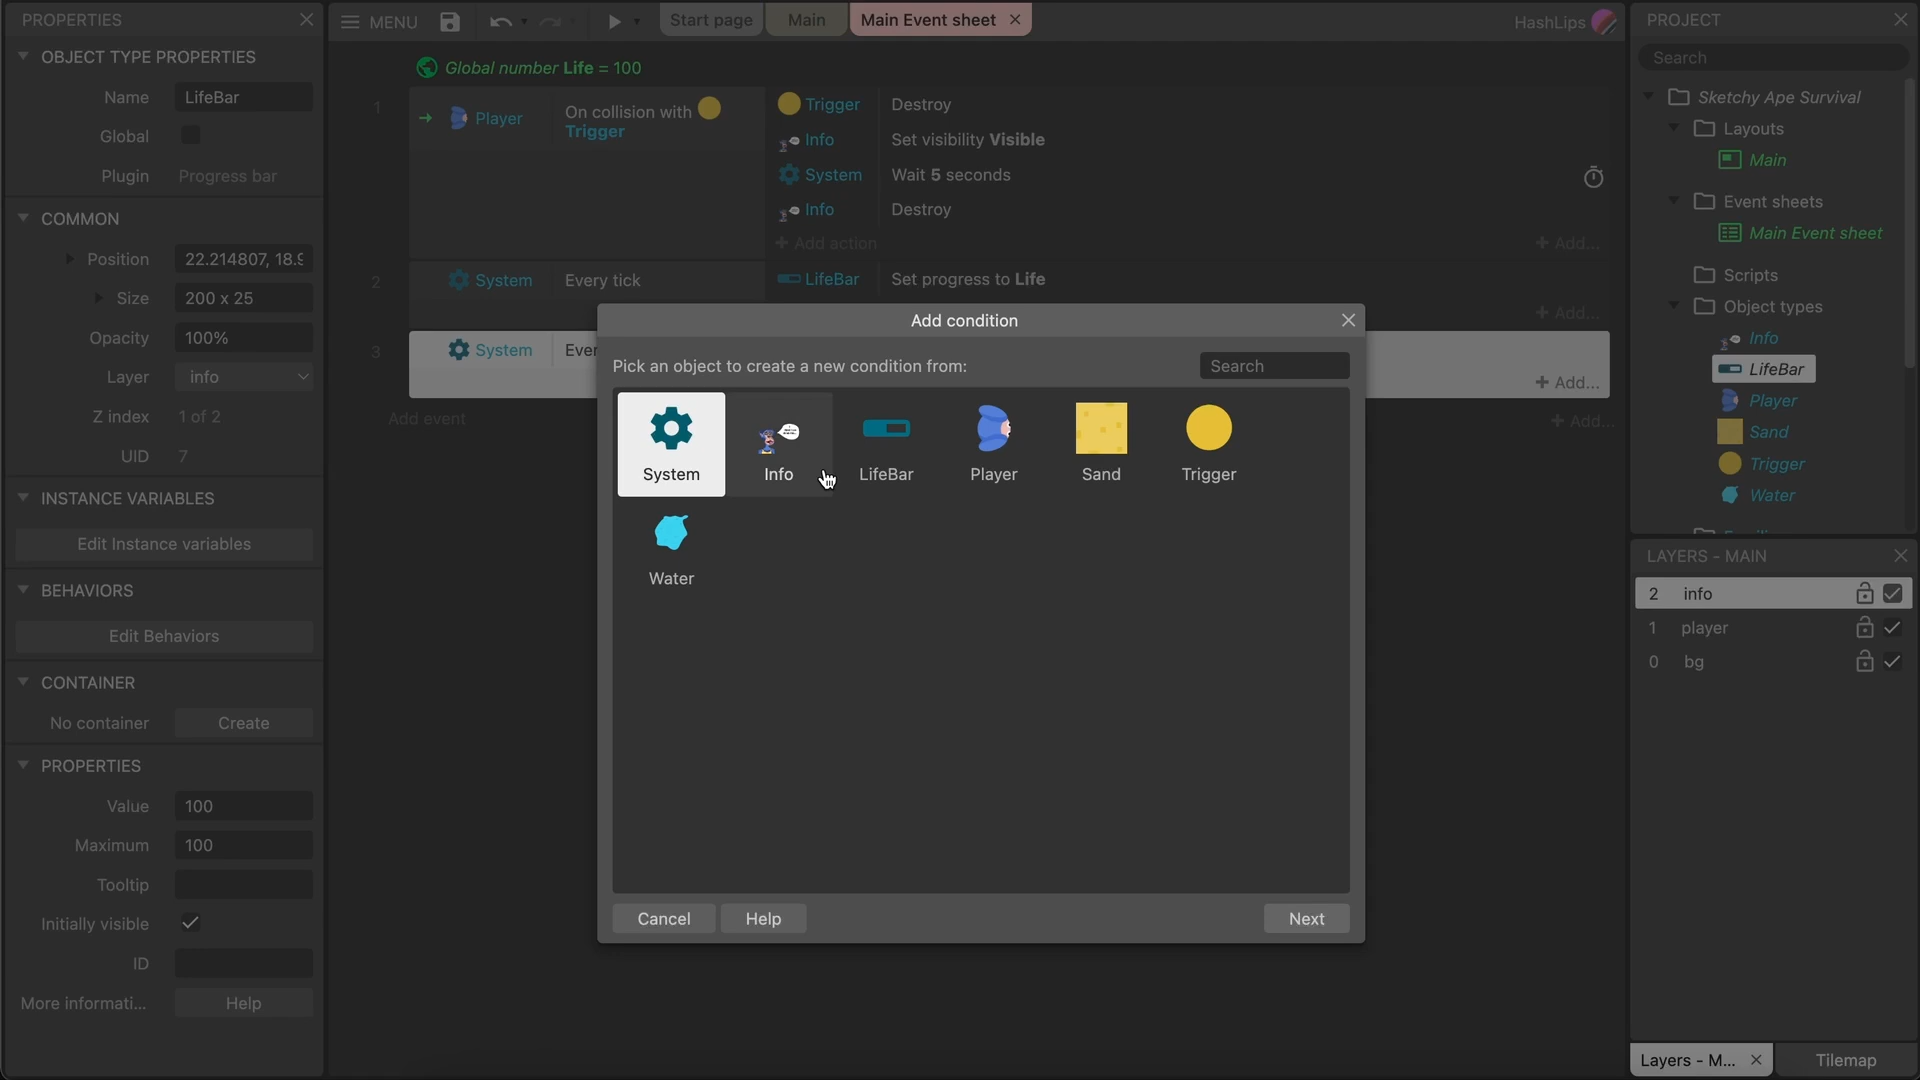 PROPERTIES
OBJECT TYPE PROPERTIES
Name LifeBar
Global
Plugin Progress bar
COMMON
Position 22.214807, 18.9
Size 200 x 25
Opacity 100%
Layer info
Z index 1 of 2
UID 7
INSTANCE VARIABLES
Edit Instance variables
BEHAVIORS
Edit Behaviors
CONTAINER
No container Create
PROPERTIES
Value 100
Maximum 100
Tooltip
Initially visible
ID
More informati... Help
MENU
Start page
Main
Main Event sheet
HashLips
Global number Life = 100
1
Player
On collision with
Trigger
Trigger Destroy
Info Set visibility Visible
System Wait 5 seconds
Info Destroy
+ Add action
+ Add...
2 System Every tick
LifeBar Set progress to Life
+ Add...
3 System
+ Add...
Add event
+ Add...
Add condition
Pick an object to create a new condition from:
Search
System
Info
LifeBar
Player
Sand
Trigger
Water
Cancel
Help
Next
PROJECT
Search
Sketchy Ape Survival
Layouts
Main
Event sheets
Main Event sheet
Scripts
Object types
Info
LifeBar
Player
Sand
Trigger
Water
LAYERS - MAIN
2 info
1 player
0 bg
Layers - M...
Tilemap